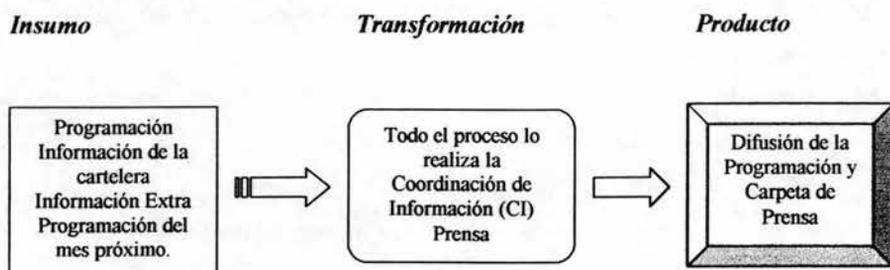 Insumo
Transformación
Producto
Programación
Información de la
cartelera
Información Extra
Programación del
mes próximo.
Todo el proceso lo
realiza la
Coordinación de
Información (CI)
Prensa
Difusión de la
Programación y
Carpeta de
Prensa